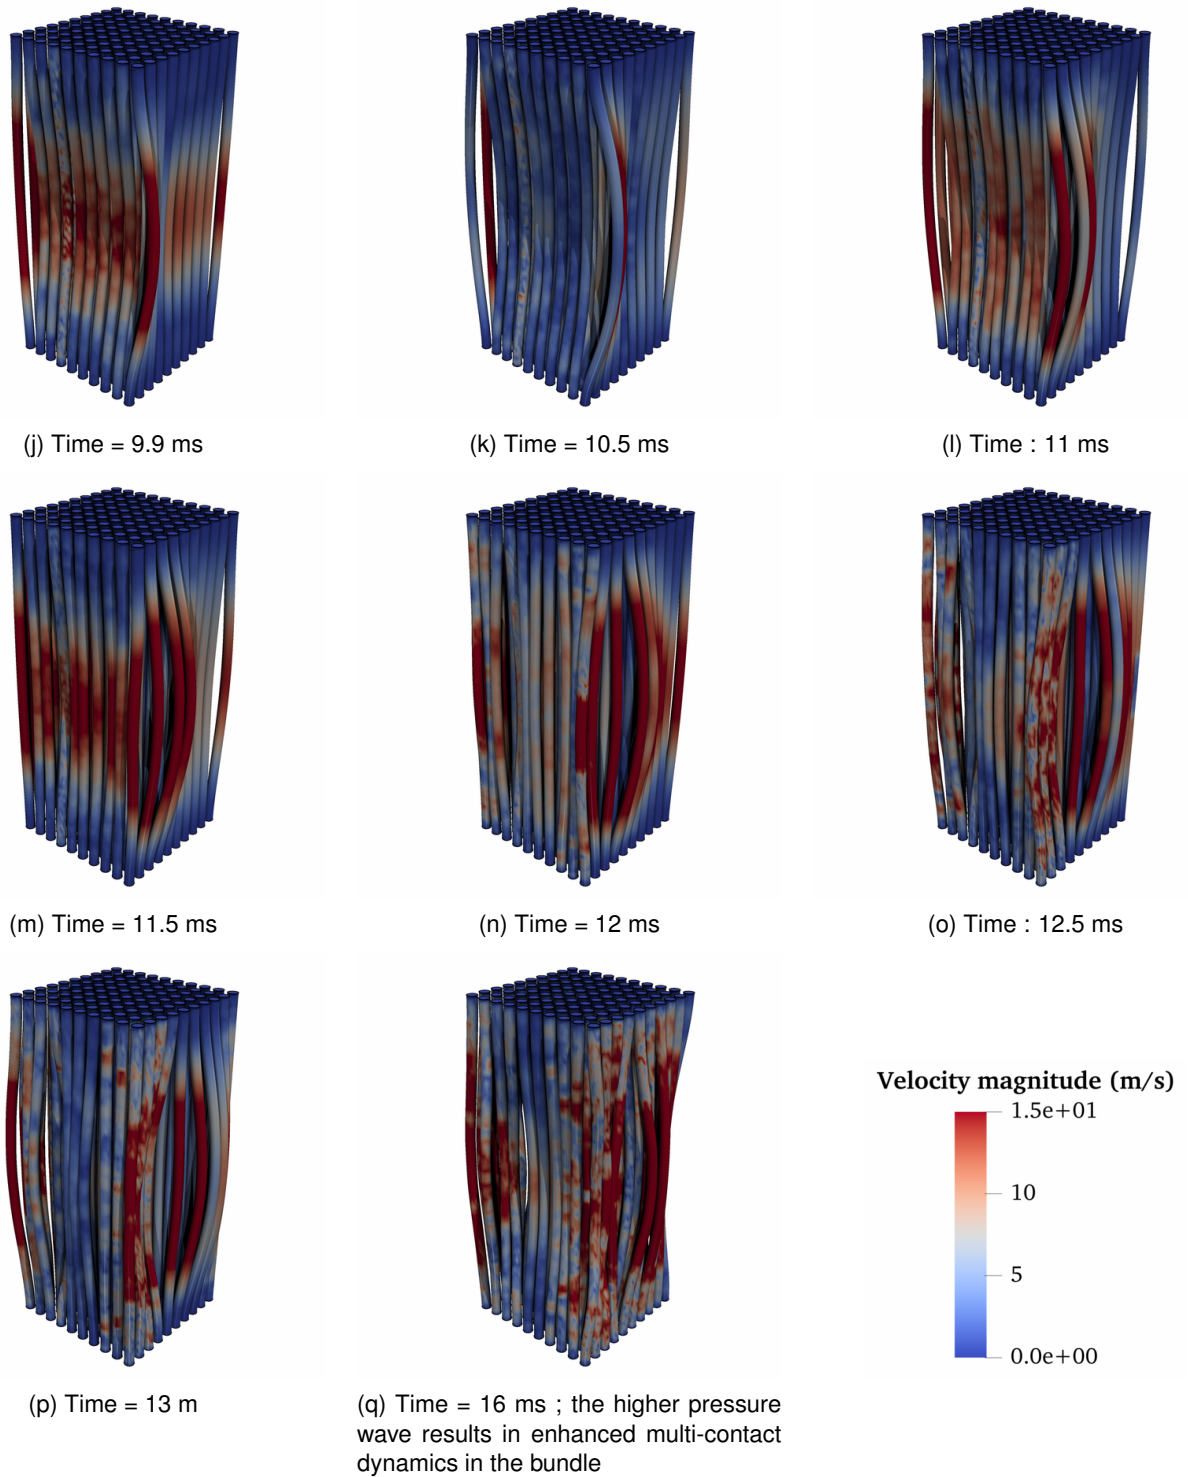 (j) Time = 9.9 ms
(k) Time = 10.5 ms
(l) Time : 11 ms
(m) Time = 11.5 ms
(n) Time = 12 ms
(o) Time : 12.5 ms
(p) Time = 13 m
(q) Time = 16 ms ; the higher pressure
wave results in enhanced multi-contact
dynamics in the bundle
Velocity magnitude (m/s)
1.5e+01
10
5
0.0e+00